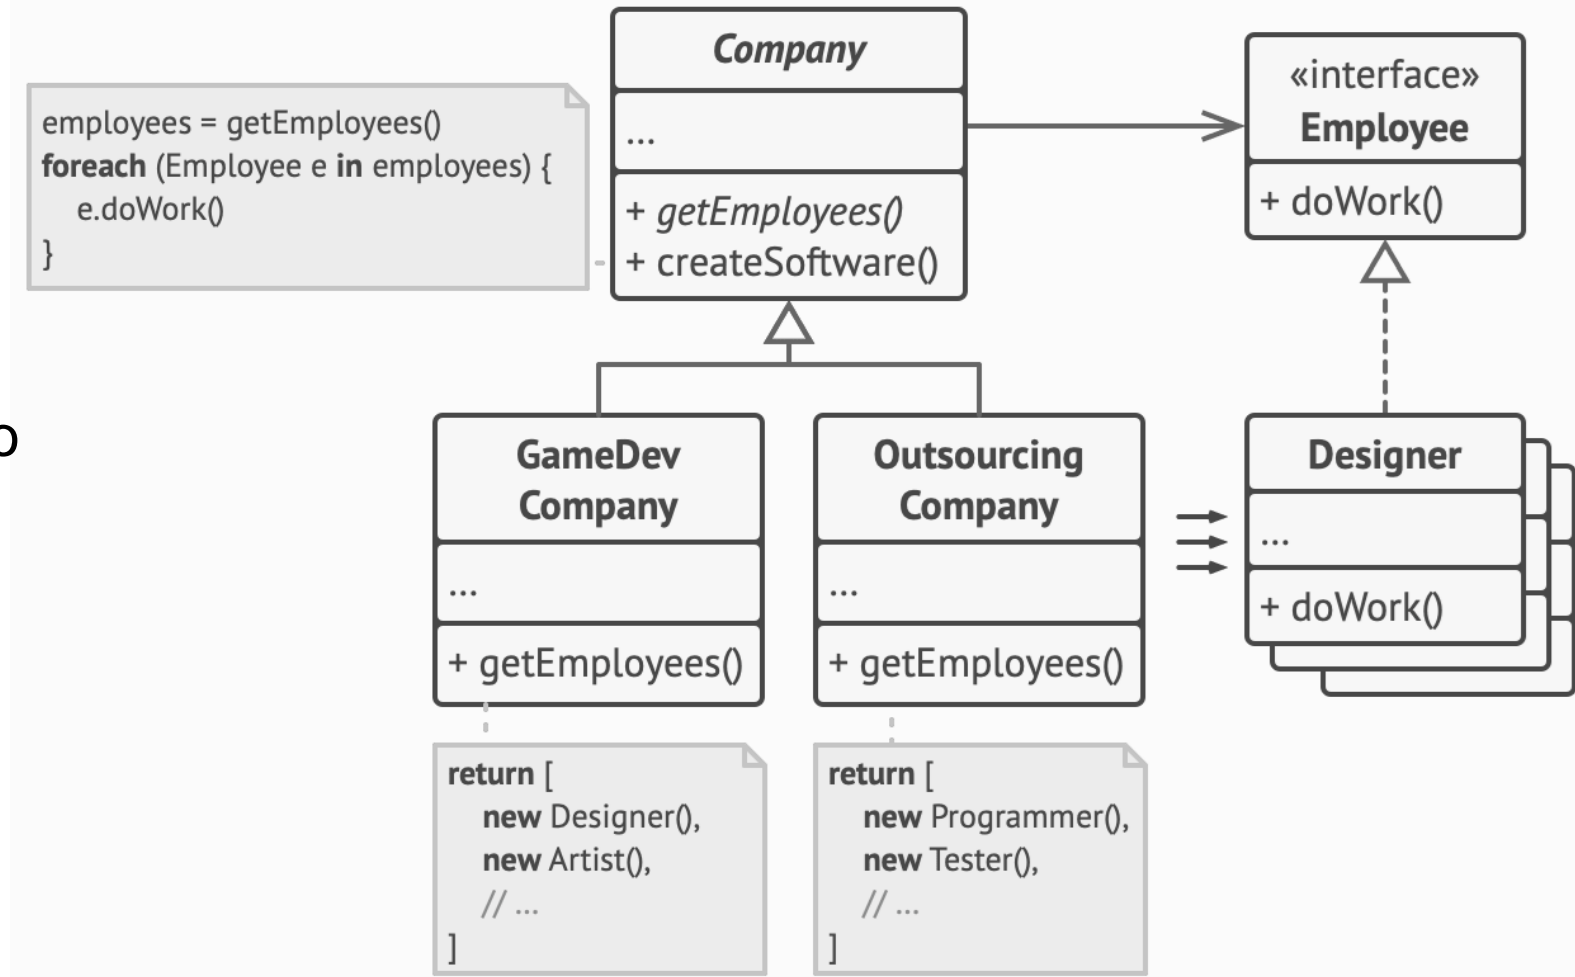 Company
...
+ getEmployees()
+ createSoftware()
employees = getEmployees()
foreach (Employee e in employees) {
e.doWork()
}
«interface»
Employee
+ doWork()
GameDev
Company
...
+ getEmployees()
Outsourcing
Company
...
+ getEmployees()
Designer
...
+ doWork()
return [
new Designer(),
new Artist(),
// ...
]
return [
new Programmer(),
new Tester(),
// ...
]